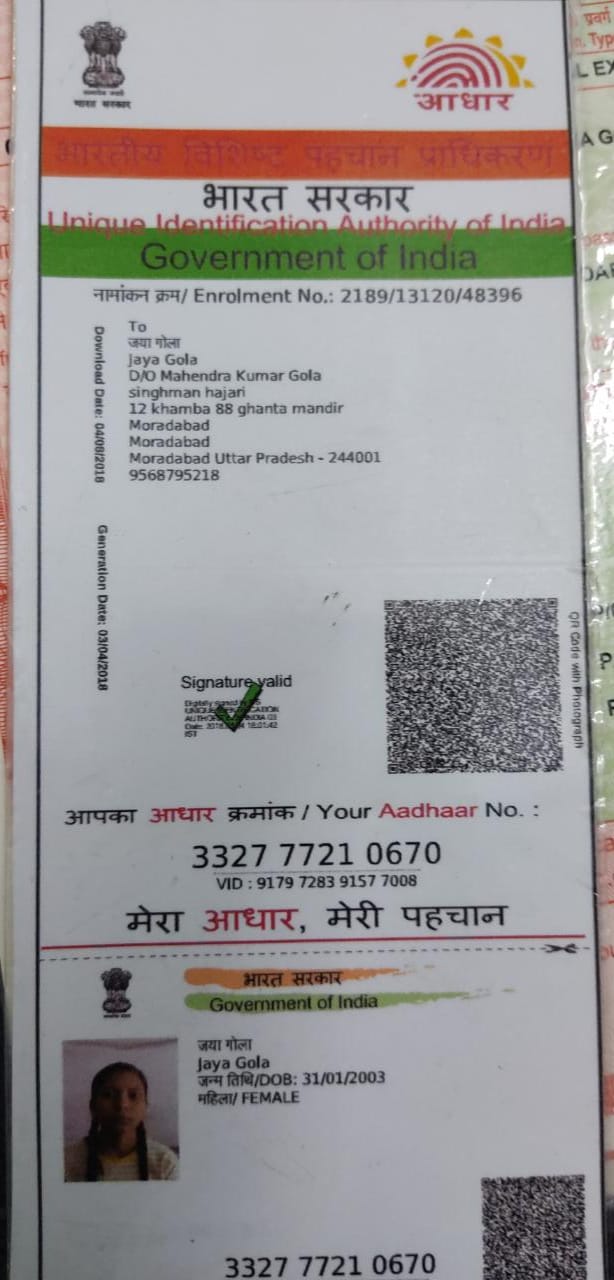 भारत सरकार
आधार
भारतीय विशिष्ट पहचान प्राधिकरण
भारत सरकार
Unique Identification Authority of India
Government of India
नामांकन क्रम/ Enrolment No.: 2189/13120/48396
Download Date: 04/08/2018
To
जया गोला
Jaya Gola
D/O Mahendra Kumar Gola
singhman hajari
12 khamba 88 ghanta mandir
Moradabad
Moradabad
Moradabad Uttar Pradesh - 244001
9568795218
Generation Date: 03/04/2018
QR Code with Photograph
Signature valid
आपका आधार क्रमांक / Your Aadhaar No. :
3327 7721 0670
VID : 9179 7283 9157 7008
मेरा आधार, मेरी पहचान
भारत सरकार
Government of India
जया गोला
Jaya Gola
जन्म तिथि/DOB: 31/01/2003
महिला/ FEMALE
3327 7721 0670